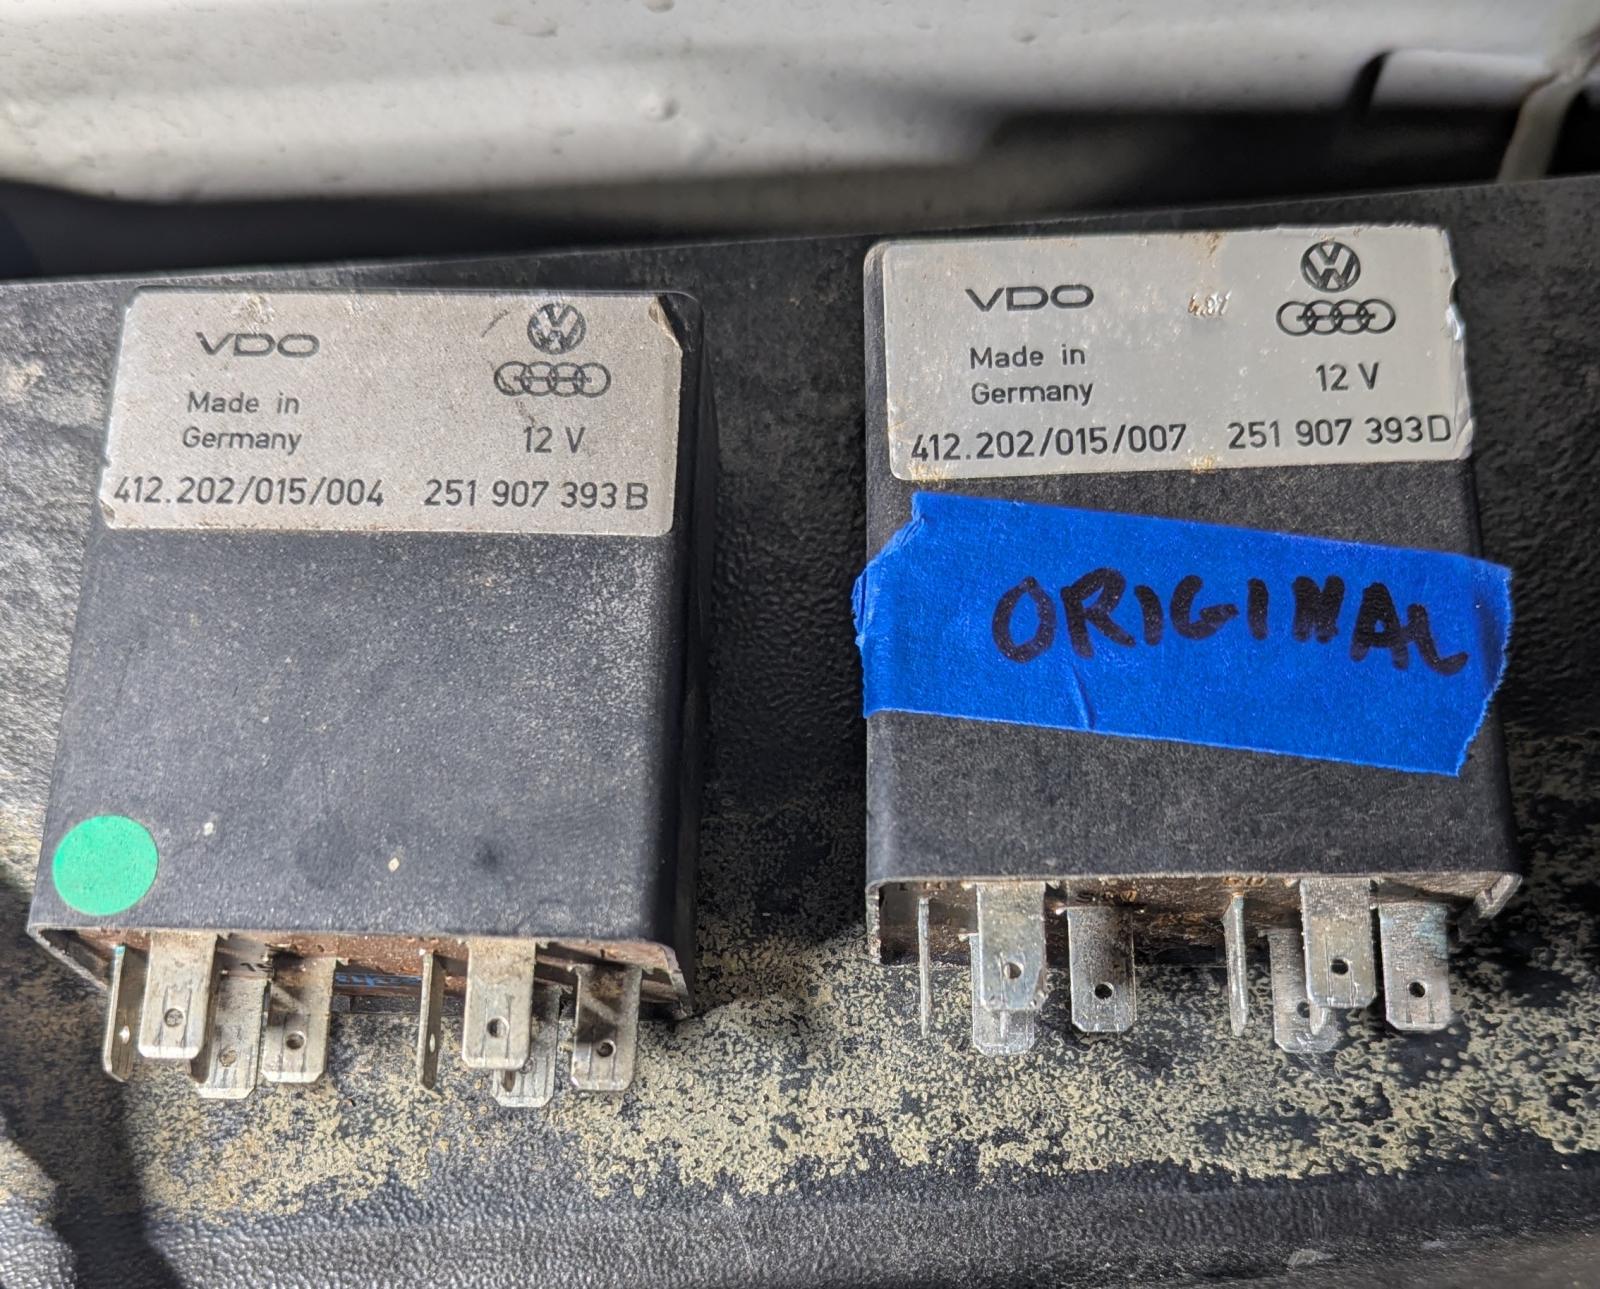 VDO
Made in
Germany
12 V
412.202/015/004 251 907 393 B
VDO
Made in
Germany
12 V
412.202/015/007 251 907 393 D
ORIGINAL